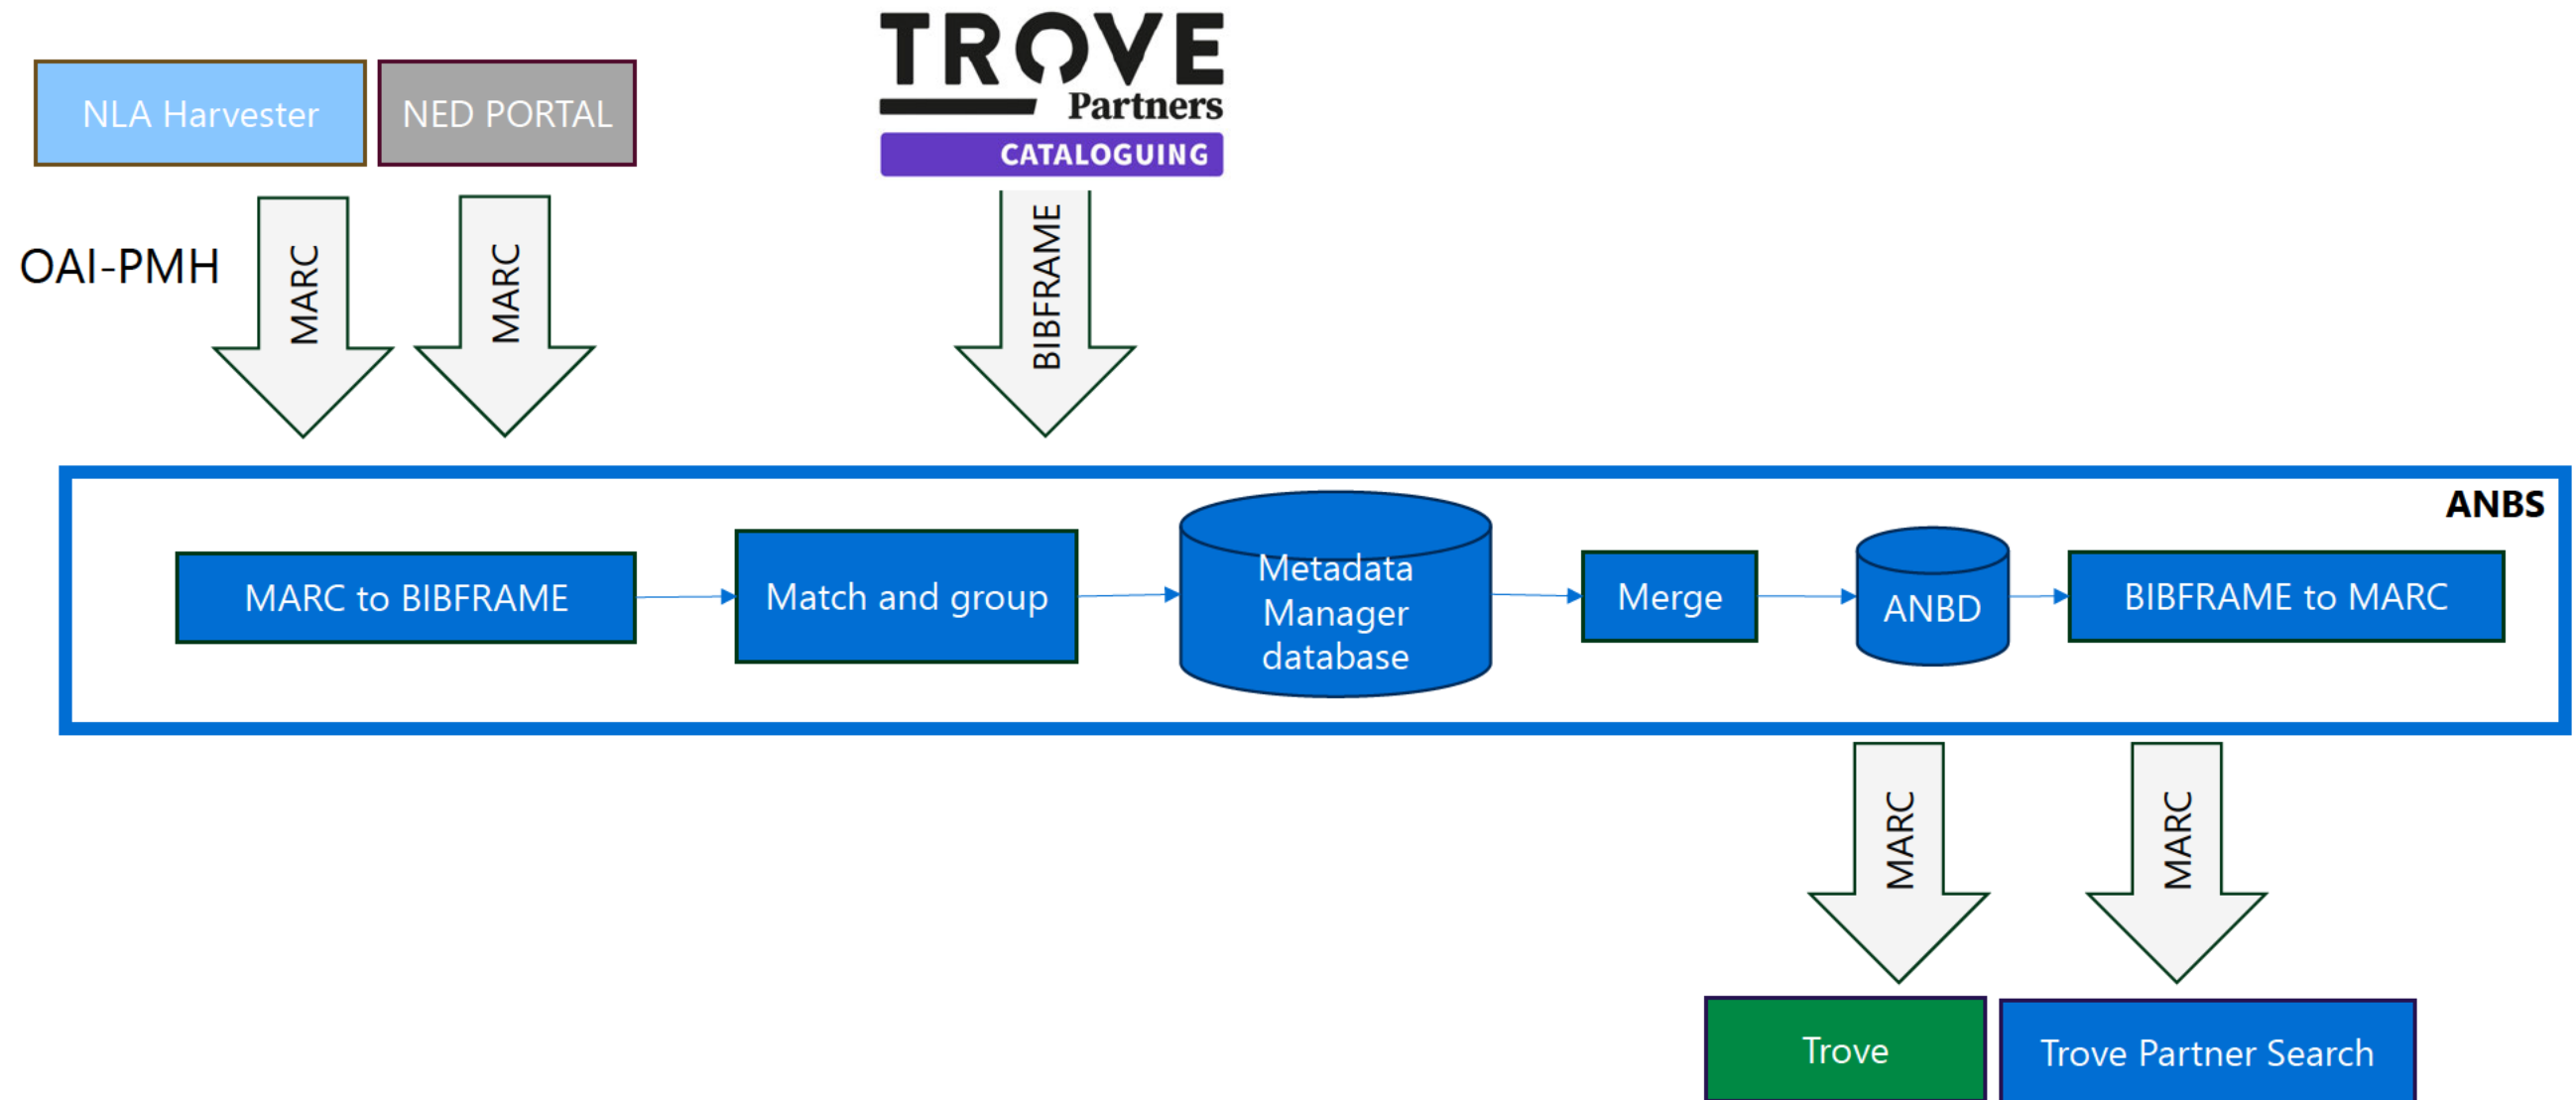 TROVE
Partners
CATALOGUING
NLA Harvester
NED PORTAL
OAI-PMH
MARC
MARC
BIBFRAME
ANBS
MARC to BIBFRAME
Match and group
Metadata
Manager
database
Merge
ANBD
BIBFRAME to MARC
MARC
MARC
Trove
Trove Partner Search